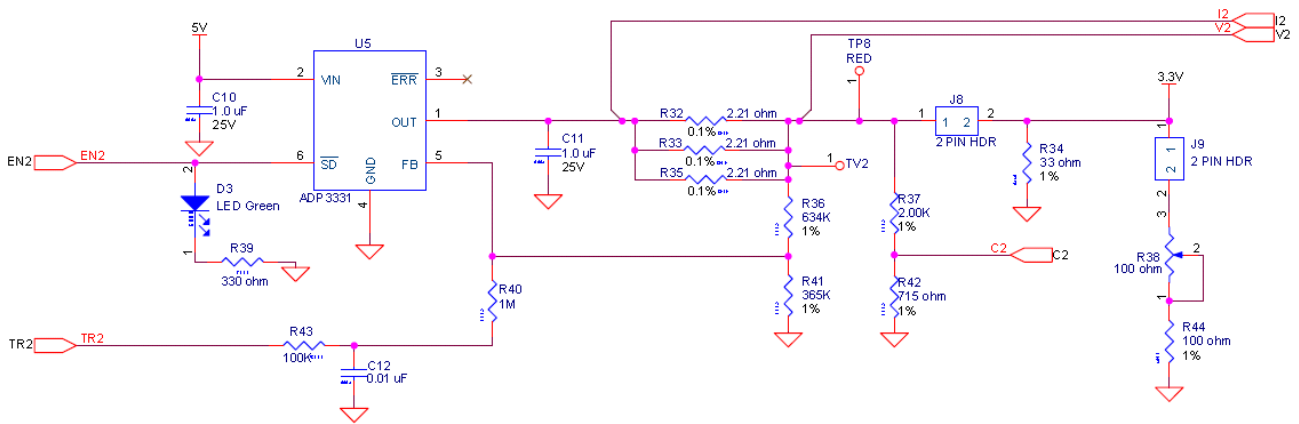 I2
I2
V2
V2
5V
U5
TP8
RED
1
3.3V
2
VIN
ERR
3
C10
1.0 uF
25V
OUT
1
R32
2.21 ohm
0.1%
J8
1
1 2
2
2 PIN HDR
C11
1.0 uF
25V
R33
2.21 ohm
0.1%
R34
33 ohm
1%
1
J9
1
2
2 PIN HDR
2
EN2
EN2
6
SD
GND
FB
5
R35
2.21 ohm
0.1%
1
TV2
2
D3
LED Green
1
ADP3331
4
R36
634K
1%
R37
2.00K
1%
3
R38
100 ohm
2
1
R39
330 ohm
C2
C2
R40
1M
R41
365K
1%
R42
715 ohm
1%
TR2
TR2
R43
100K
C12
0.01 uF
R44
100 ohm
1%